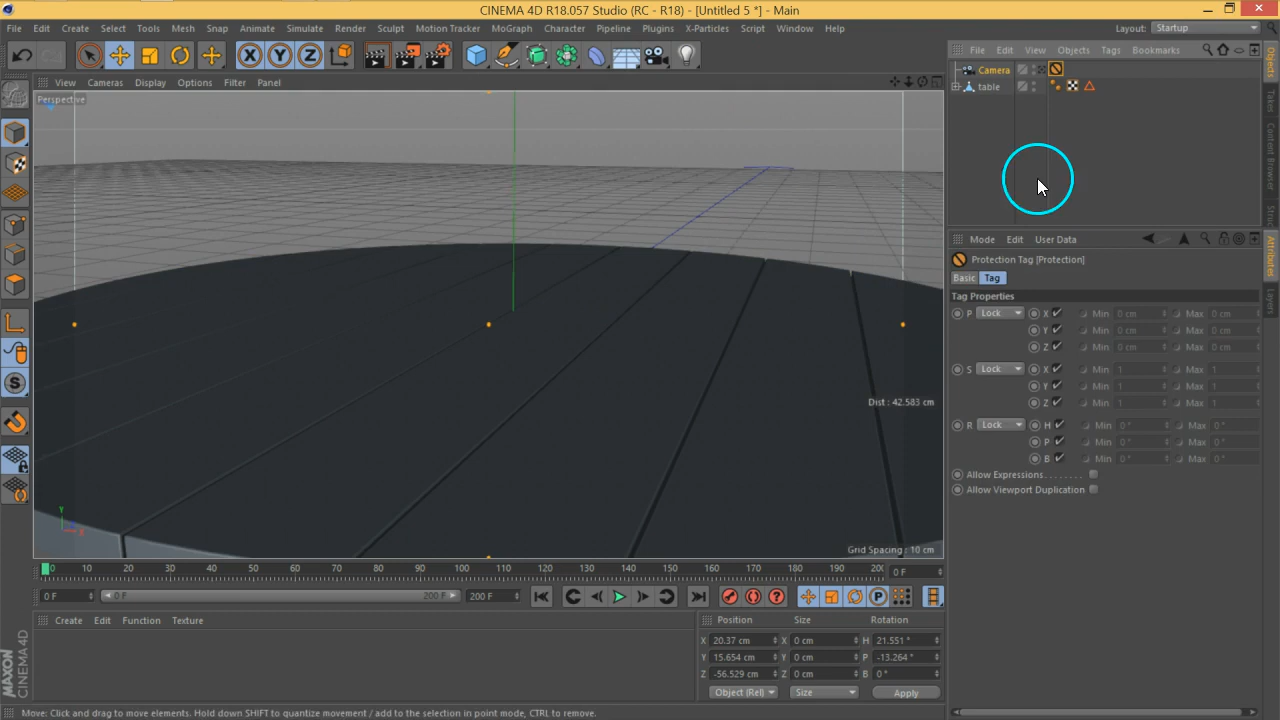 CINEMA 4D R18.057 Studio (RC - R18) - [Untitled 5 *] - Main
File Edit Create Select Tools Mesh Snap Animate Simulate Render Sculpt Motion Tracker MoGraph Character Pipeline Plugins X-Particles Script Window Help
Layout: Startup
X Y Z
File Edit View Objects Tags Bookmarks
View Cameras Display Options Filter Panel
Perspective
Camera
table
Objects
Takes
Content Browser
Struc
Mode Edit User Data
Attributes
Layers
Protection Tag [Protection]
Basic Tag
Tag Properties
P Lock X Min 0 cm Max 0 cm
Y Min 0 cm Max 0 cm
Z Min 0 cm Max 0 cm
S Lock X Min 1 Max 1
Y Min 1 Max 1
Z Min 1 Max 1
R Lock H Min 0 ° Max 0 °
P Min 0 ° Max 0 °
B Min 0 ° Max 0 °
Allow Expressions . . . . . . . .
Allow Viewport Duplication
Dist : 42.583 cm
Y
X
Grid Spacing : 10 cm
0 10 20 30 40 50 60 70 80 90 100 110 120 130 140 150 160 170 180 190 200 0 F
0 F 0 F 200 F 200 F P
Create Edit Function Texture
Position Size Rotation
X 20.37 cm X 0 cm H 21.551 °
Y 15.654 cm Y 0 cm P -13.264 °
Z -56.529 cm Z 0 cm B 0 °
Object (Rel) Size Apply
MAXON
CINEMA 4D
Move: Click and drag to move elements. Hold down SHIFT to quantize movement / add to the selection in point mode, CTRL to remove.